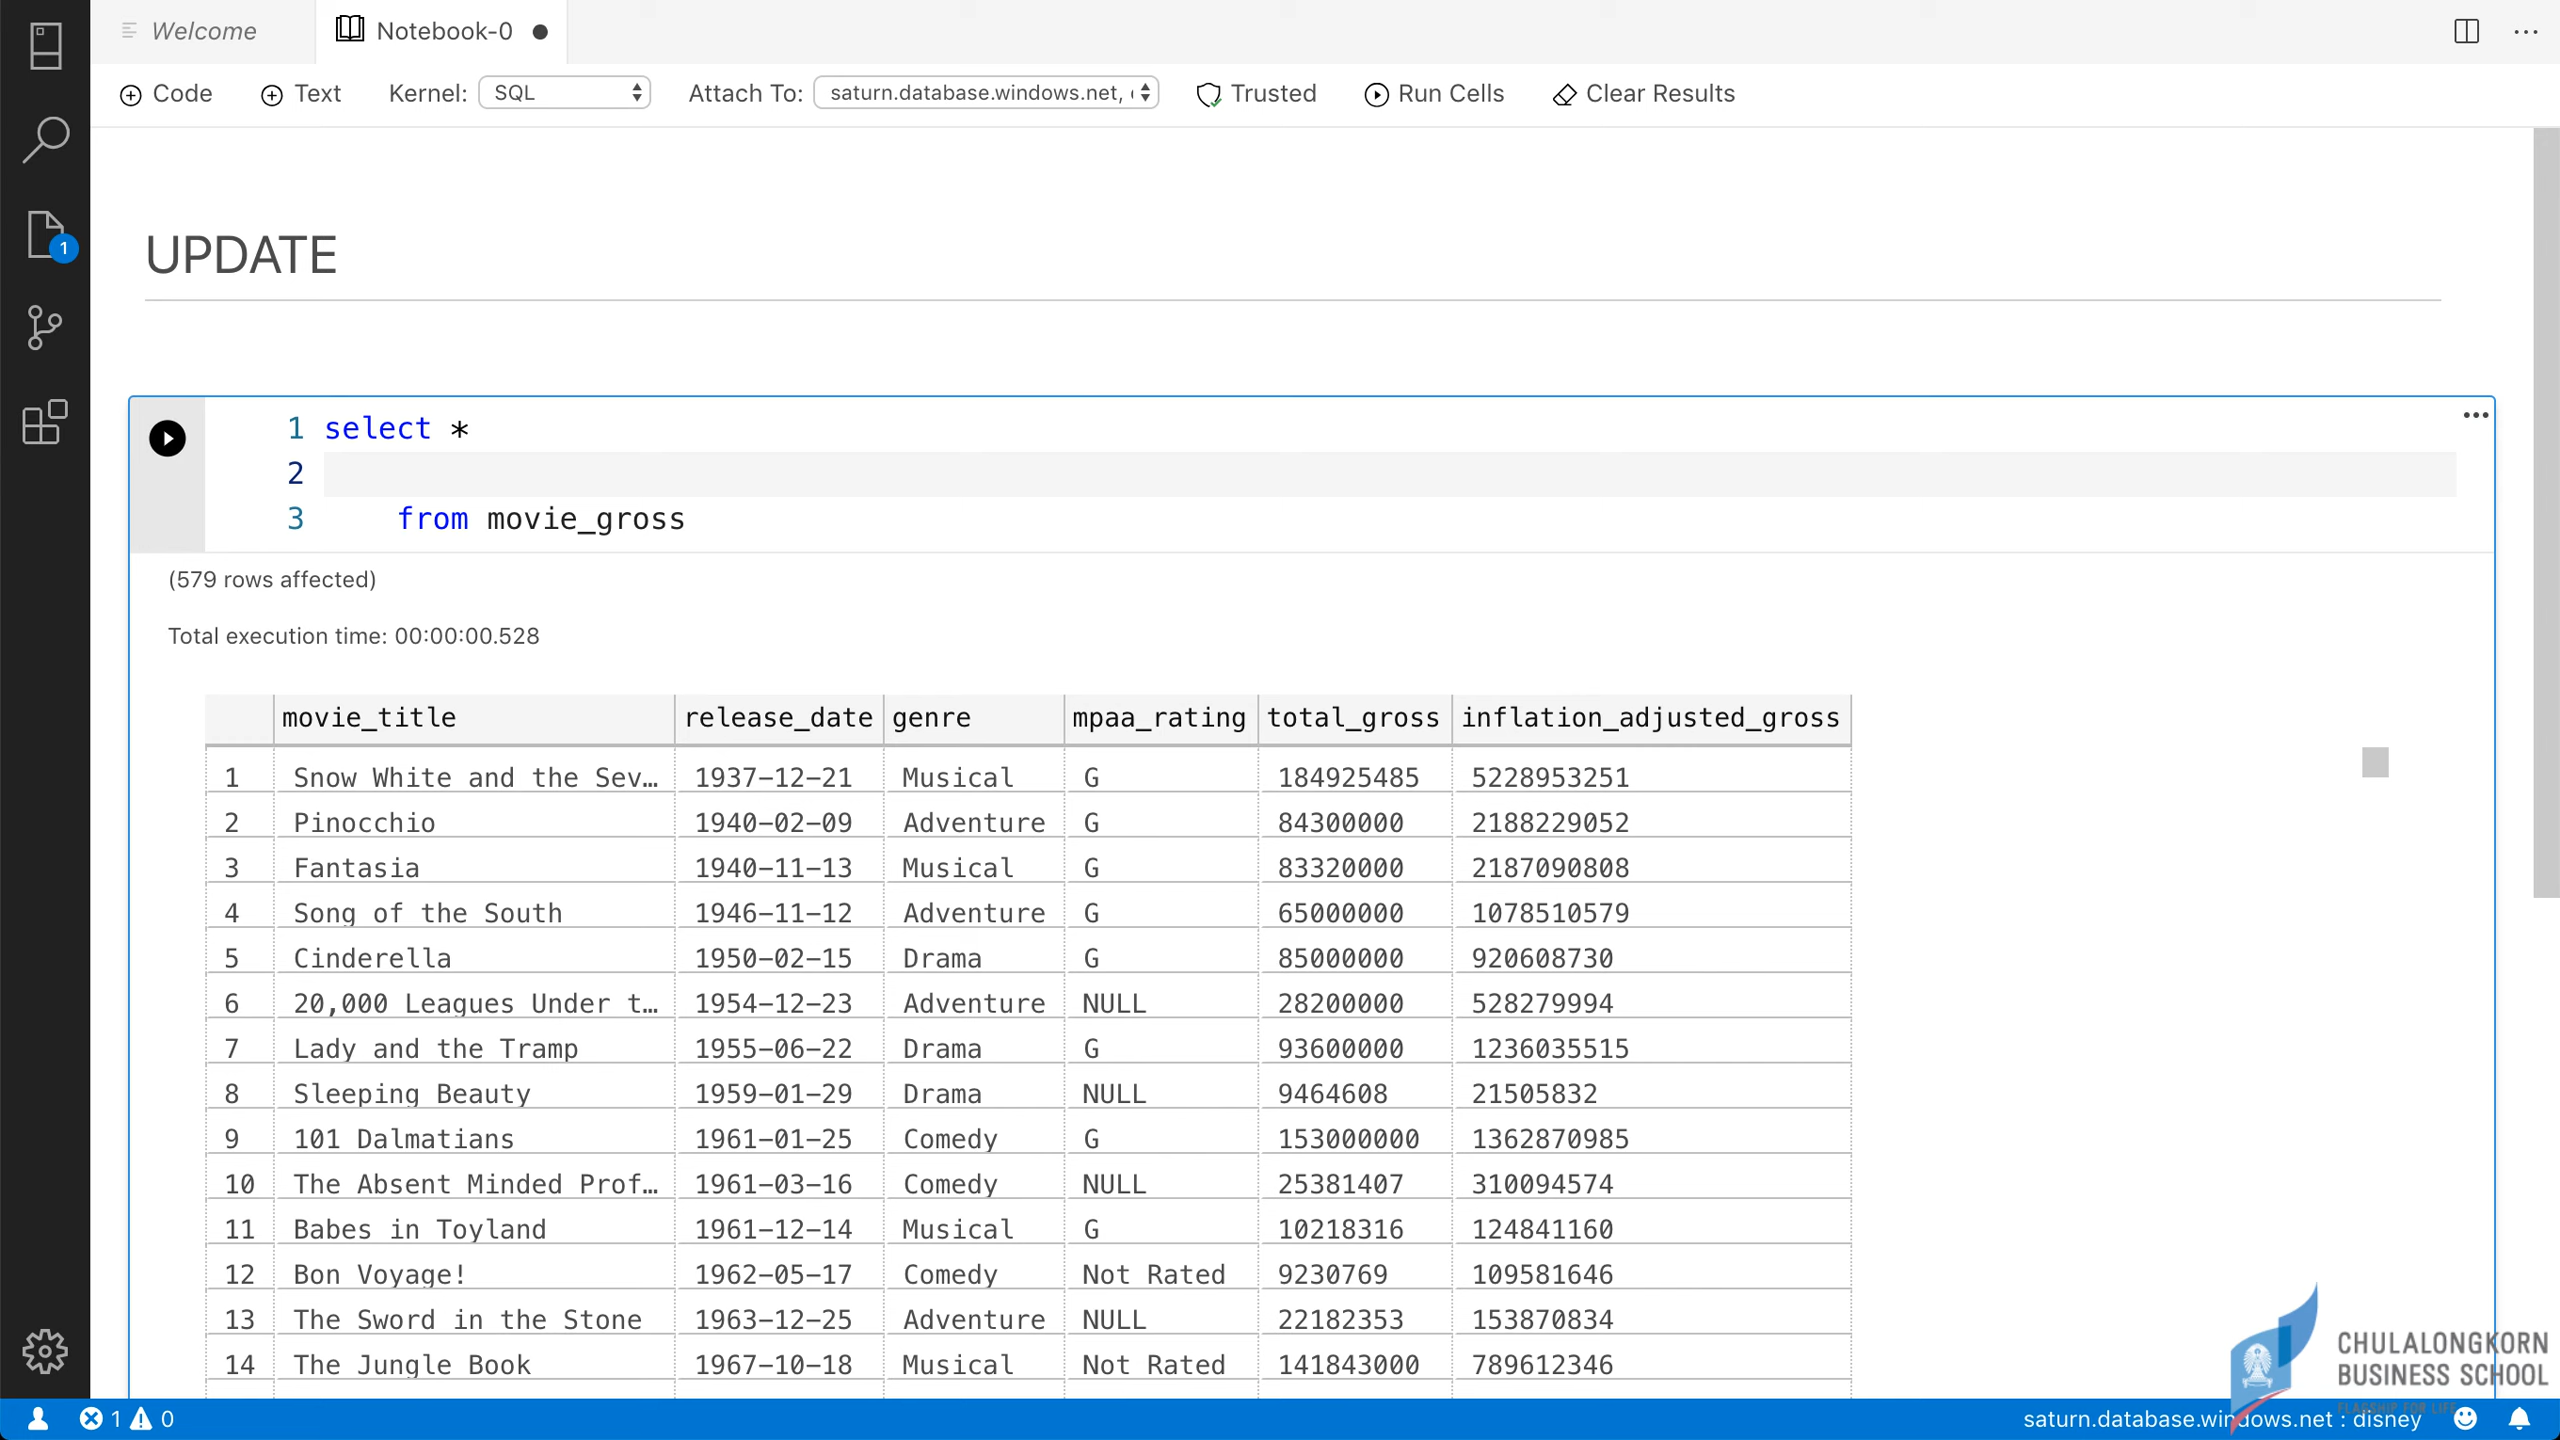 Welcome
Notebook-0
Code Text Kernel: SQL Attach To: saturn.database.windows.net, Trusted Run Cells Clear Results
1
UPDATE
1 select *
2
3 from movie_gross
(579 rows affected)
Total execution time: 00:00:00.528
movie_title release_date genre mpaa_rating total_gross inflation_adjusted_gross
1 Snow White and the Sev… 1937-12-21 Musical G 184925485 5228953251
2 Pinocchio 1940-02-09 Adventure G 84300000 2188229052
3 Fantasia 1940-11-13 Musical G 83320000 2187090808
4 Song of the South 1946-11-12 Adventure G 65000000 1078510579
5 Cinderella 1950-02-15 Drama G 85000000 920608730
6 20,000 Leagues Under t… 1954-12-23 Adventure NULL 28200000 528279994
7 Lady and the Tramp 1955-06-22 Drama G 93600000 1236035515
8 Sleeping Beauty 1959-01-29 Drama NULL 9464608 21505832
9 101 Dalmatians 1961-01-25 Comedy G 153000000 1362870985
10 The Absent Minded Prof… 1961-03-16 Comedy NULL 25381407 310094574
11 Babes in Toyland 1961-12-14 Musical G 10218316 124841160
12 Bon Voyage! 1962-05-17 Comedy Not Rated 9230769 109581646
13 The Sword in the Stone 1963-12-25 Adventure NULL 22182353 153870834
14 The Jungle Book 1967-10-18 Musical Not Rated 141843000 789612346
CHULALONGKORN
BUSINESS SCHOOL
FLAGSHIP FOR LIFE
1 0
saturn.database.windows.net : disney